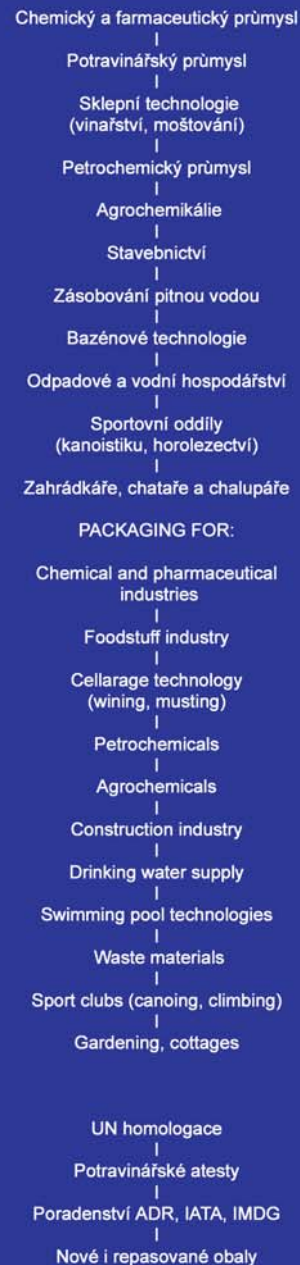 Chemický a farmaceutický prùmysl
|
Potravinářský prùmysl
|
Sklepní technologie
(vinařství, moštování)
|
Petrochemický prùmysl
|
Agrochemikálie
|
Stavebnictví
|
Zásobování pitnou vodou
|
Bazénové technologie
|
Odpadové a vodní hospodářství
|
Sportovní oddíly
(kanoistiku, horolezectví)
|
Zahrádkáře, chataře a chalupáře
PACKAGING FOR:
Chemical and pharmaceutical
industries
|
Foodstuff industry
|
Cellarage technology
(wining, musting)
|
Petrochemicals
|
Agrochemicals
|
Construction industry
|
Drinking water supply
|
Swimming pool technologies
|
Waste materials
|
Sport clubs (canoing, climbing)
|
Gardening, cottages
UN homologace
|
Potravinářské atesty
|
Poradenství ADR, IATA, IMDG
|
Nové i repasované obaly